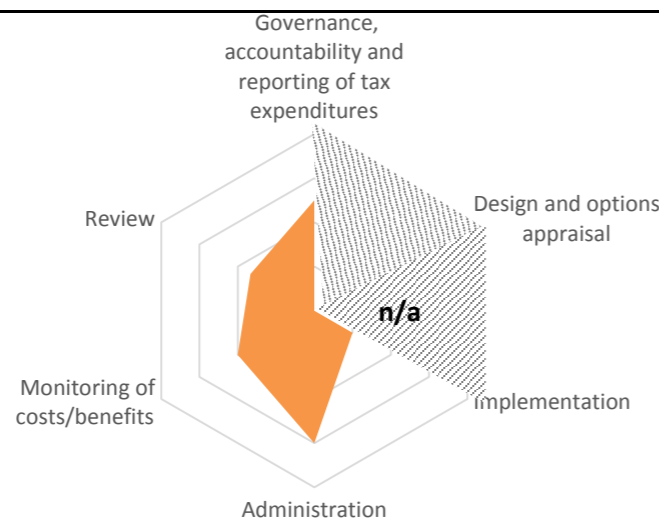 Governance,
accountability and
reporting of tax
expenditures
Review
Design and options
appraisal
n/a
Monitoring of
costs/benefits
Implementation
Administration